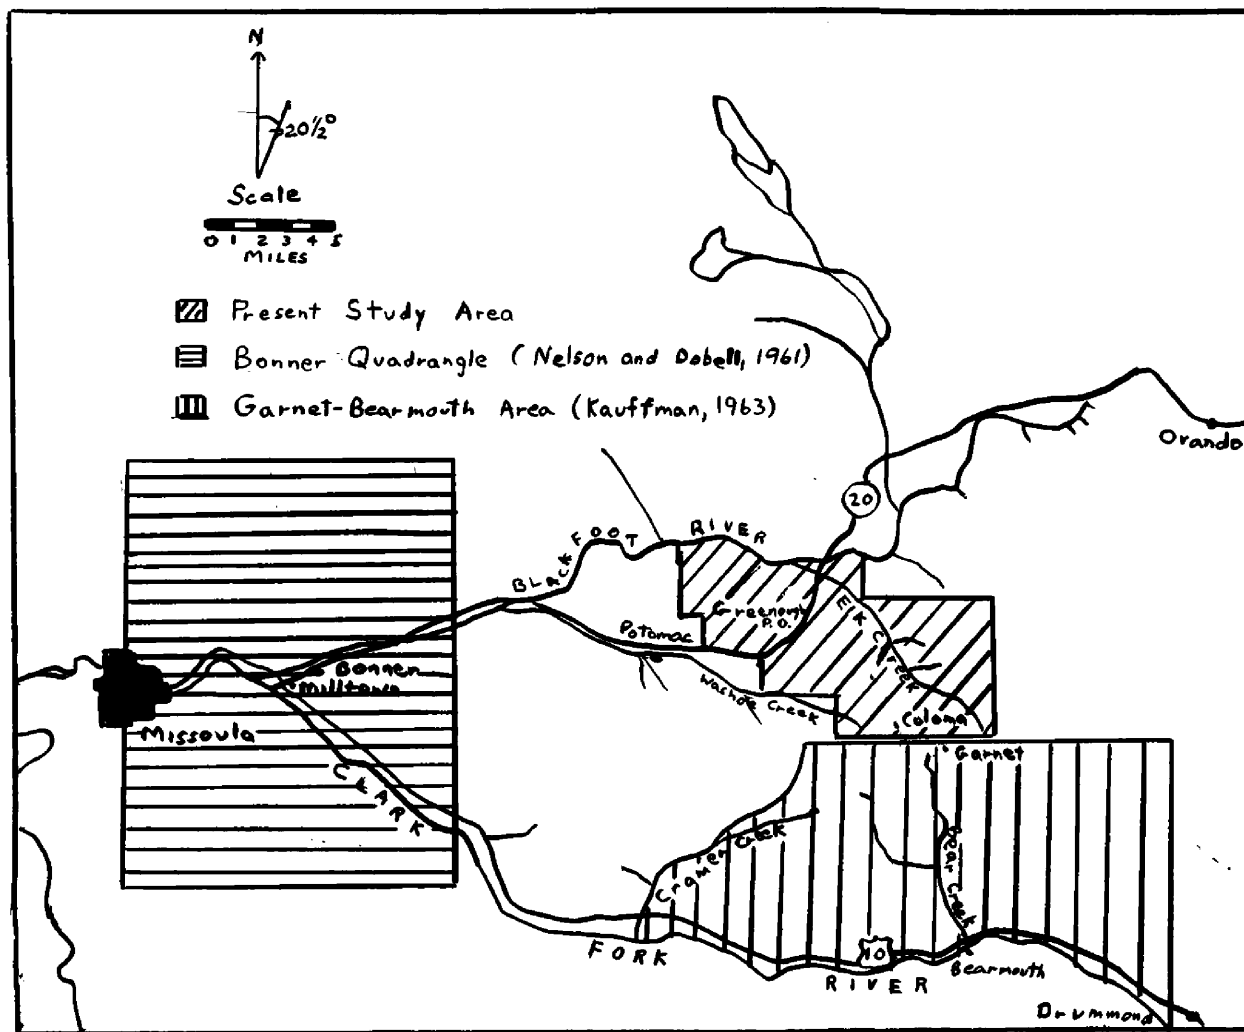 N
20½°
Scale
0 1 2 3 4 5
MILES
Present Study Area
Bonner Quadrangle (Nelson and Dobell, 1961)
Garnet-Bearmouth Area (Kauffman, 1963)
Ovando
20
BLACKFOOT RIVER
Greenough
P.O.
ELK CREEK
Potomac
Washoe Creek
Bonner
Milltown
Missoula
Coloma
Garnet
CLARK FORK RIVER
Cramer Creek
Bear Creek
10
Bearmouth
Drummond